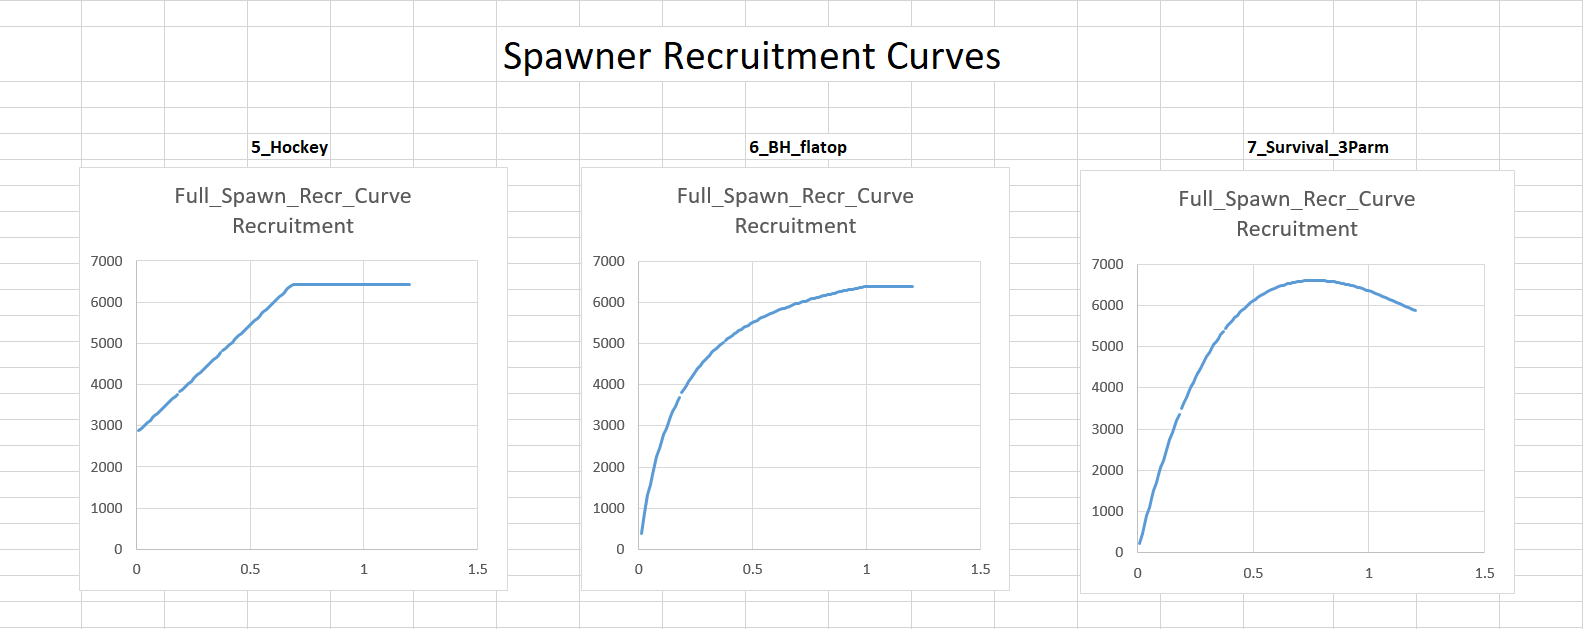 Spawner Recruitment Curves
5_Hockey
6_BH_flatop
7_Survival_3Parm
Full_Spawn_Recr_Curve
Recruitment
7000
6000
5000
4000
3000
2000
1000
0
0 0.5 1 1.5
Full_Spawn_Recr_Curve
Recruitment
7000
6000
5000
4000
3000
2000
1000
0
0 0.5 1 1.5
Full_Spawn_Recr_Curve
Recruitment
7000
6000
5000
4000
3000
2000
1000
0
0 0.5 1 1.5